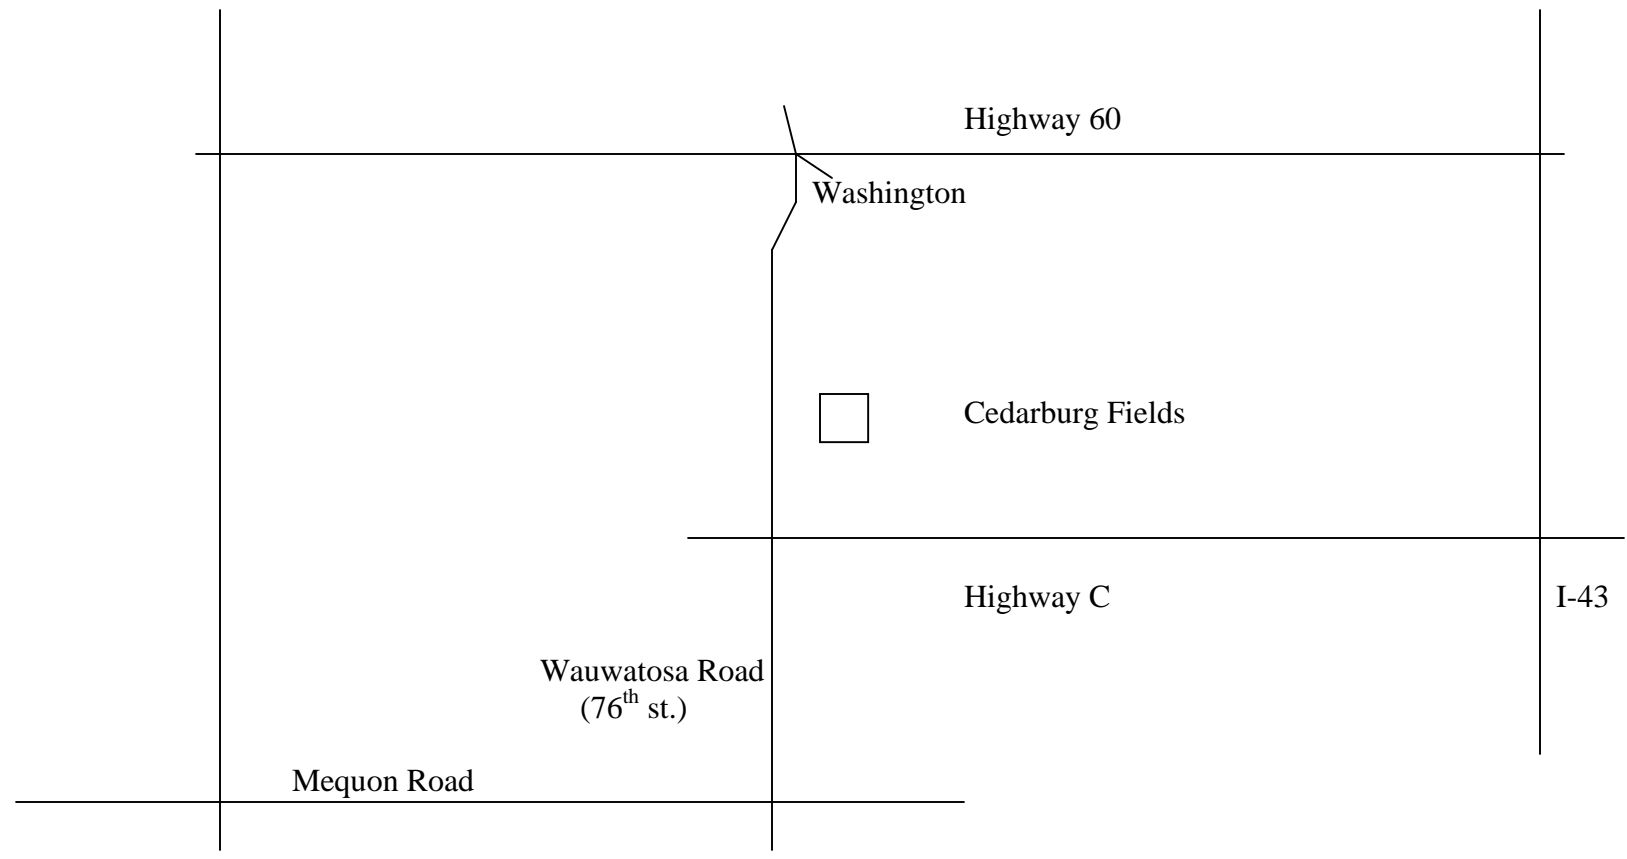 Highway 60
Washington
Cedarburg Fields
Highway C
I-43
Wauwatosa Road
(76th st.)
Mequon Road